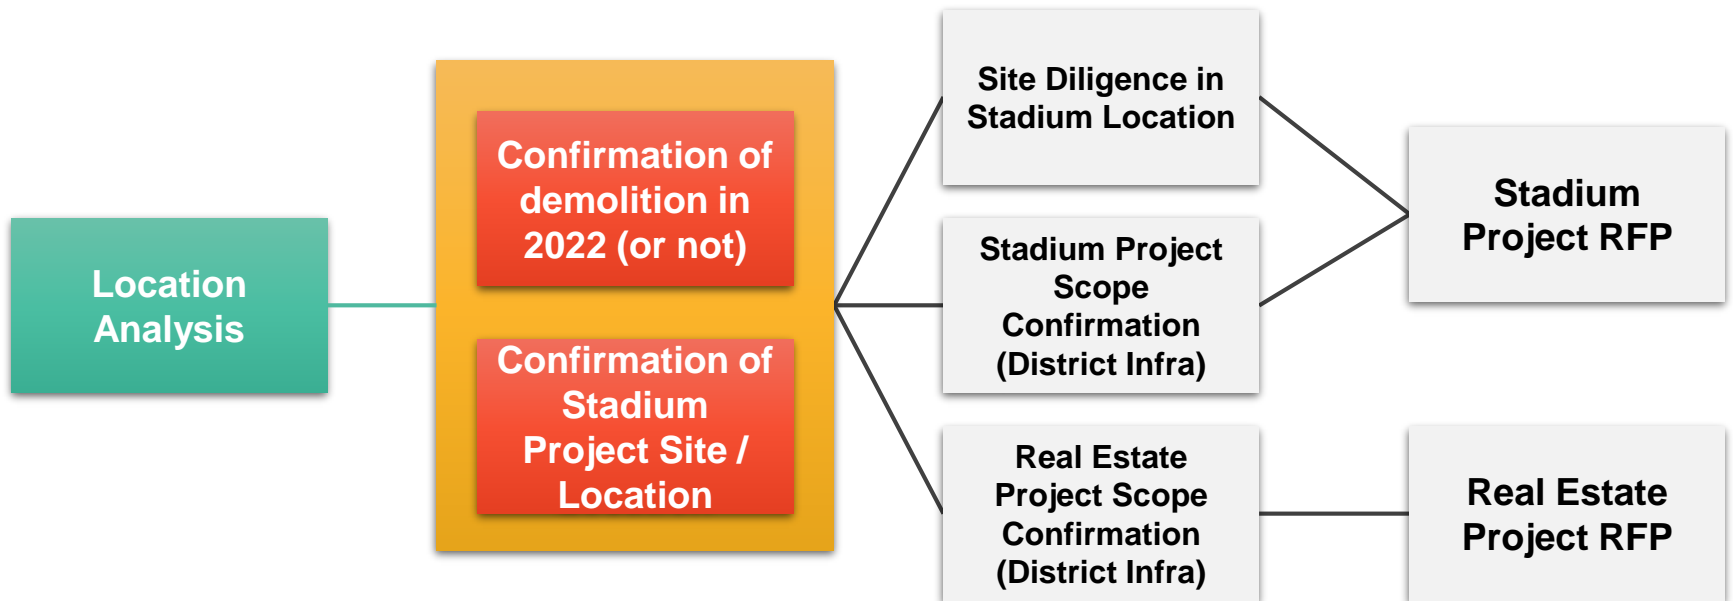 Location
Analysis
Confirmation of
demolition in
2022 (or not)
Confirmation of
Stadium
Project Site /
Location
Site Diligence in
Stadium Location
Stadium Project
Scope
Confirmation
(District Infra)
Real Estate
Project Scope
Confirmation
(District Infra)
Stadium
Project RFP
Real Estate
Project RFP